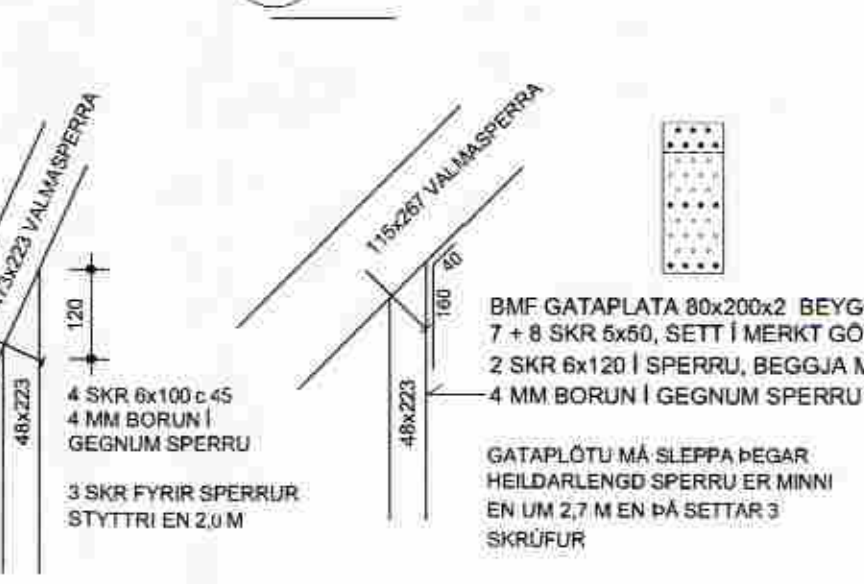 73x223 VALMASPERRA
120
48x223
4 SKR 6x100 c 45
4 MM BORUN Í
GEGNUM SPERRU
3 SKR FYRIR SPERRUR
STYTTRI EN 2,0 M
115x267 VALMASPERRA
40
160
48x223
BMF GATAPLATA 80x200x2 BEYG
7 + 8 SKR 5x50, SETT Í MERKT GÖ
2 SKR 6x120 Í SPERRU, BEGGJA M
4 MM BORUN Í GEGNUM SPERRU
GATAPLÖTU MÁ SLEPPA ÞEGAR
HEILDARLENGD SPERRU ER MINNI
EN UM 2,7 M EN ÞÁ SETTAR 3
SKRÚFUR